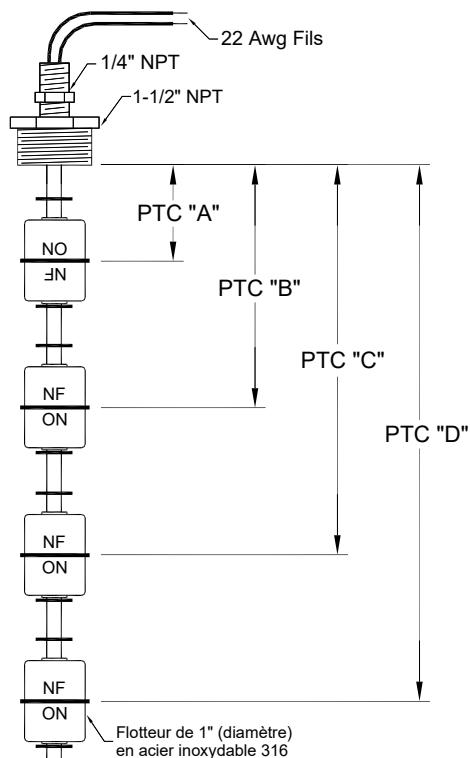 22 Awg Fils
1/4" NPT
1-1/2" NPT
PTC "A"
NO
NF
PTC "B"
PTC "C"
NF
ON
PTC "D"
NF
ON
NF
ON
Flotteur de 1" (diamètre)
en acier inoxydable 316